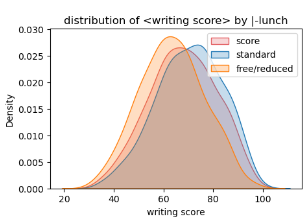 distribution of <writing score> by |-lunch
0.030
0.025
0.020
0.015
0.010
0.005
0.000
Density
score
standard
free/reduced
20 40 60 80 100
writing score